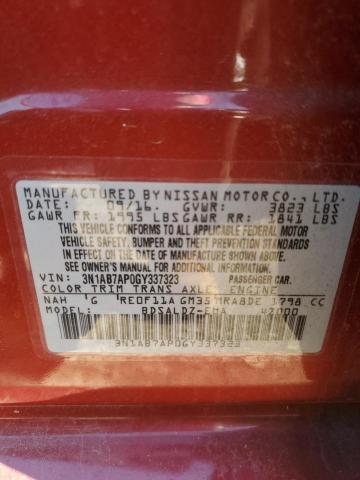 MANUFACTURED BY NISSAN MOTOR CO., LTD.
DATE: 09/16. GVWR: 3823 LBS
GAWR FR: 1995 LBS GAWR RR: 1841 LBS
THIS VEHICLE CONFORMS TO ALL APPLICABLE FEDERAL MOTOR
VEHICLE SAFETY, BUMPER AND THEFT PREVENTION STANDARDS
IN EFFECT ON THE DATE OF MANUFACTURE SHOWN ABOVE.
SEE OWNER'S MANUAL FOR ADDITIONAL INFORMATION.
VIN: 3N1AB7AP0GY337323 PASSENGER CAR.
COLOR TRIM TRANS AXLE ENGINE
NAH G RE0F11A GM35 MRA8DE 1798 CC
MODEL: BDSALDZ-EMA 42000
3N1AB7AP0GY337323